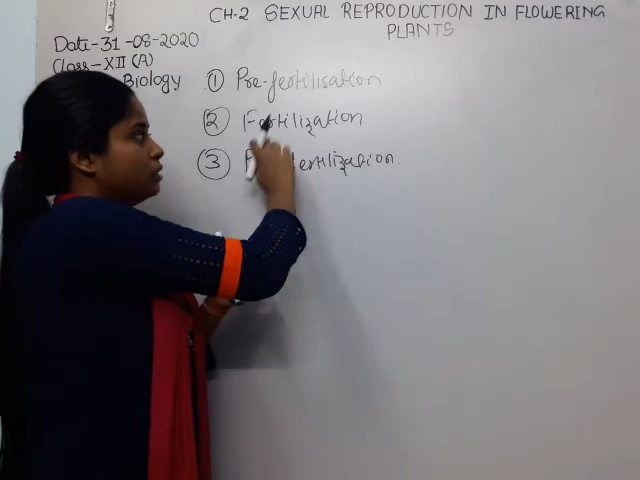 CH-2 SEXUAL REPRODUCTION IN FLOWERING
PLANTS
Date-31-08-2020
Class-XII (A)
Biology
① Pre-fertilisation
② Fertilization
③ fertilization.